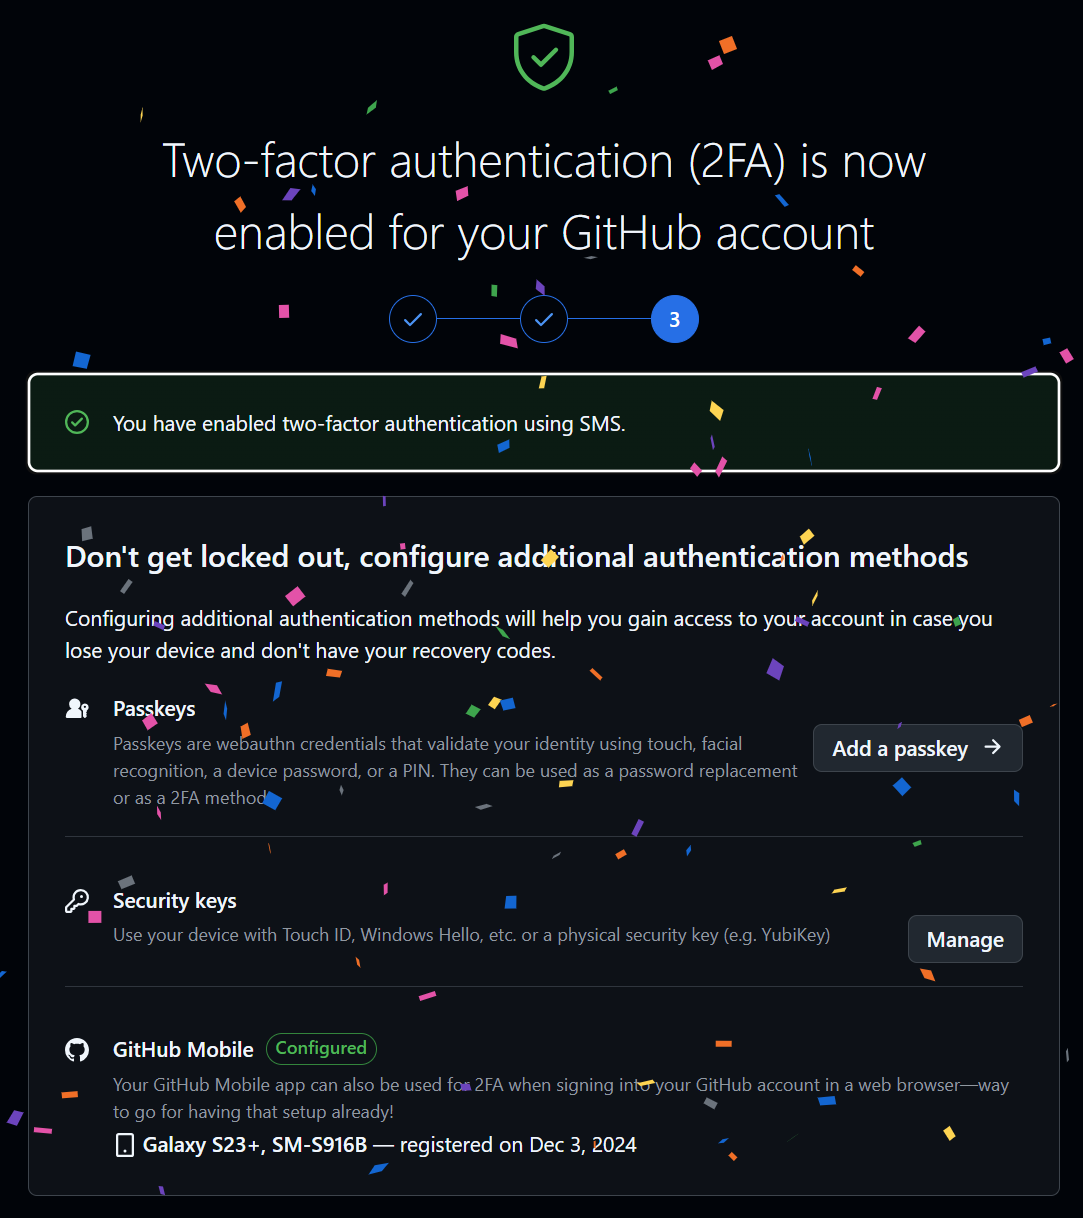 Two-factor authentication (2FA) is now
enabled for your GitHub account
3
You have enabled two-factor authentication using SMS.
Don't get locked out, configure additional authentication methods
Configuring additional authentication methods will help you gain access to your account in case you
lose your device and don't have your recovery codes.
Passkeys
Passkeys are webauthn credentials that validate your identity using touch, facial
recognition, a device password, or a PIN. They can be used as a password replacement
or as a 2FA method.
Add a passkey →
Security keys
Use your device with Touch ID, Windows Hello, etc. or a physical security key (e.g. YubiKey)
Manage
GitHub Mobile Configured
Your GitHub Mobile app can also be used for 2FA when signing into your GitHub account in a web browser—way
to go for having that setup already!
Galaxy S23+, SM-S916B — registered on Dec 3, 2024